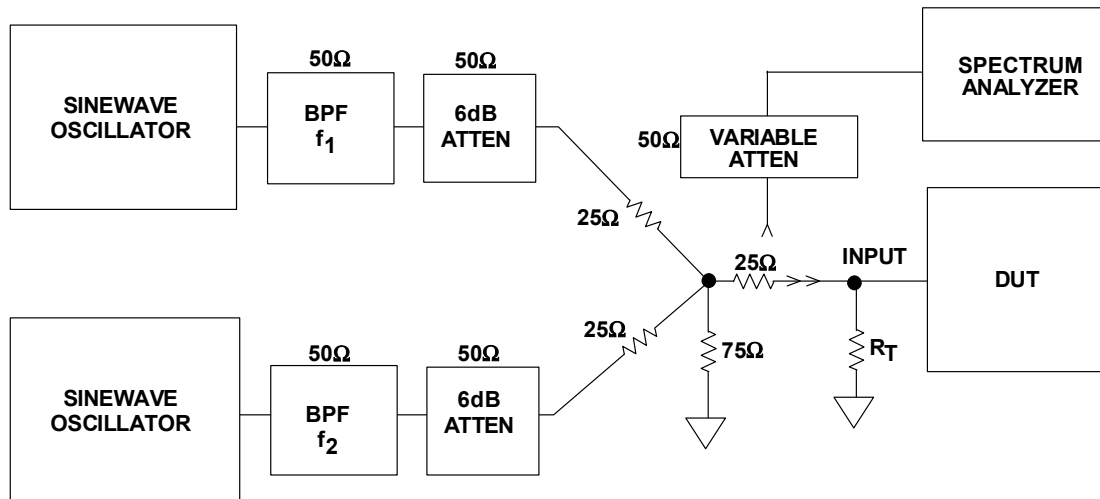 SINEWAVE
OSCILLATOR
50Ω
BPF
f1
50Ω
6dB
ATTEN
25Ω
50Ω
VARIABLE
ATTEN
SPECTRUM
ANALYZER
25Ω
INPUT
DUT
RT
75Ω
25Ω
SINEWAVE
OSCILLATOR
50Ω
BPF
f2
50Ω
6dB
ATTEN